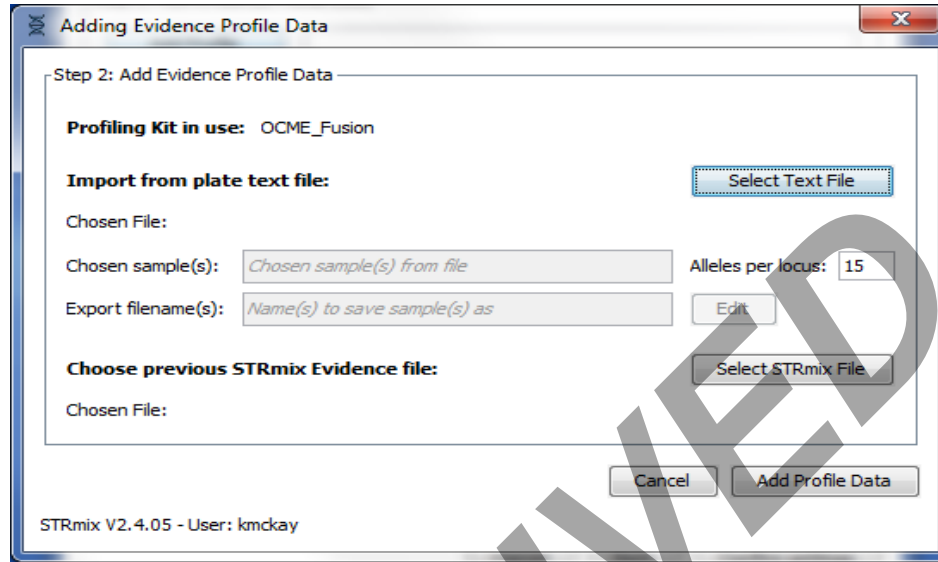 Adding Evidence Profile Data
Step 2: Add Evidence Profile Data
Profiling Kit in use: OCME_Fusion
Import from plate text file: Select Text File
Chosen File:
Chosen sample(s): Chosen sample(s) from file Alleles per locus: 15
Export filename(s): Name(s) to save sample(s) as Edit
Choose previous STRmix Evidence file: Select STRmix File
Chosen File:
Cancel Add Profile Data
STRmix V2.4.05 - User: kmckay
VED